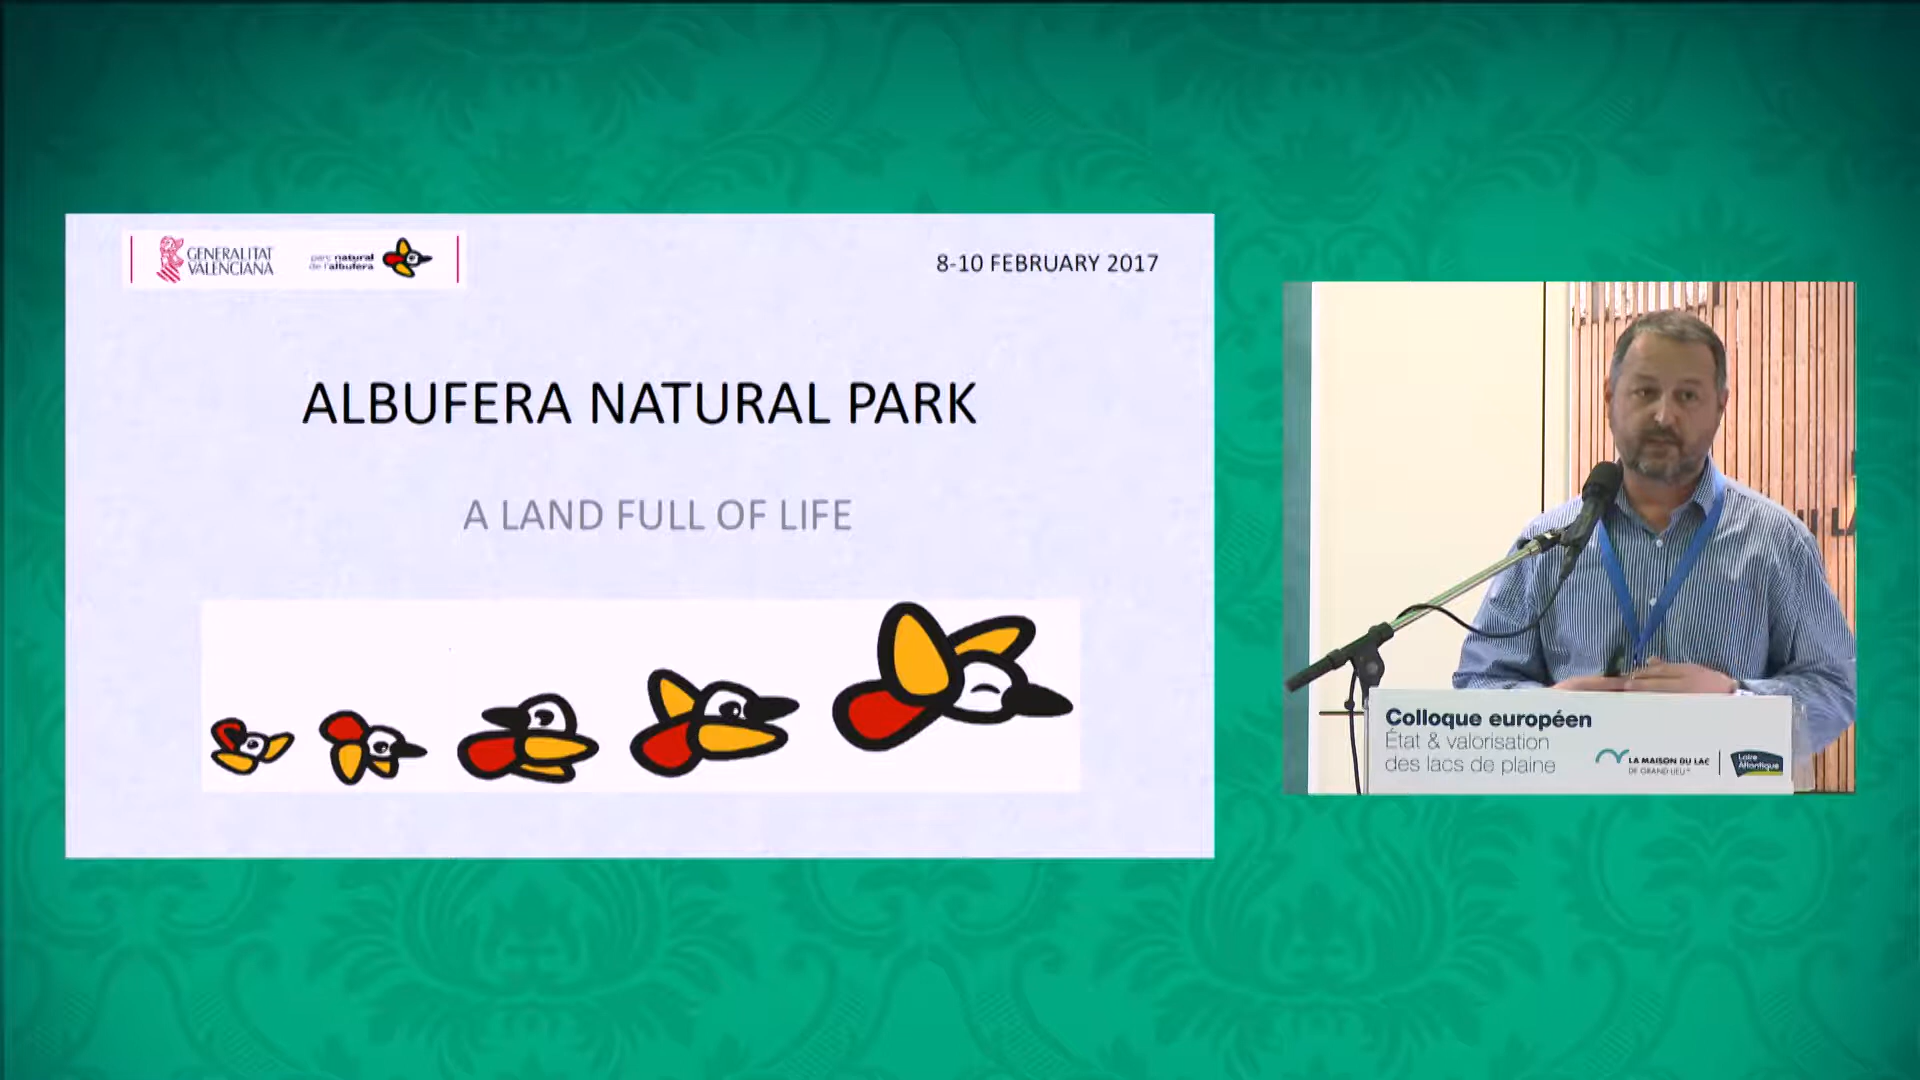 GENERALITAT
VALENCIANA
parc natural
de l'albufera
8-10 FEBRUARY 2017
ALBUFERA NATURAL PARK
A LAND FULL OF LIFE
Colloque européen
État & valorisation
des lacs de plaine
LA MAISON DU LAC
DE GRAND LIEU
Loire
Atlantique